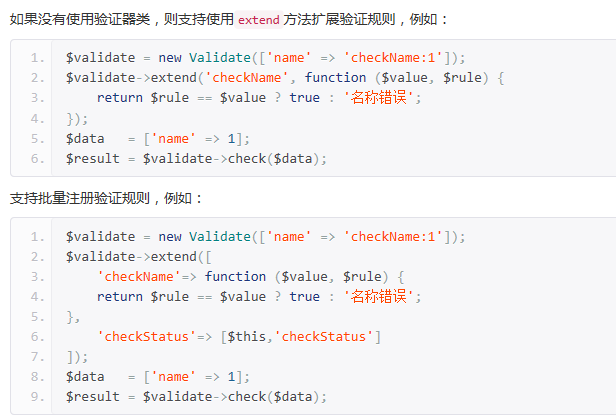 如果没有使用验证器类，则支持使用 extend 方法扩展验证规则，例如：
1. $validate = new Validate(['name' => 'checkName:1']);
2. $validate->extend('checkName', function ($value, $rule) {
3.     return $rule == $value ? true : '名称错误';
4. });
5. $data   = ['name' => 1];
6. $result = $validate->check($data);
支持批量注册验证规则，例如：
1. $validate = new Validate(['name' => 'checkName:1']);
2. $validate->extend([
3.     'checkName'=> function ($value, $rule) {
4.     return $rule == $value ? true : '名称错误';
5. },
6.     'checkStatus'=> [$this,'checkStatus']
7. ]);
8. $data   = ['name' => 1];
9. $result = $validate->check($data);